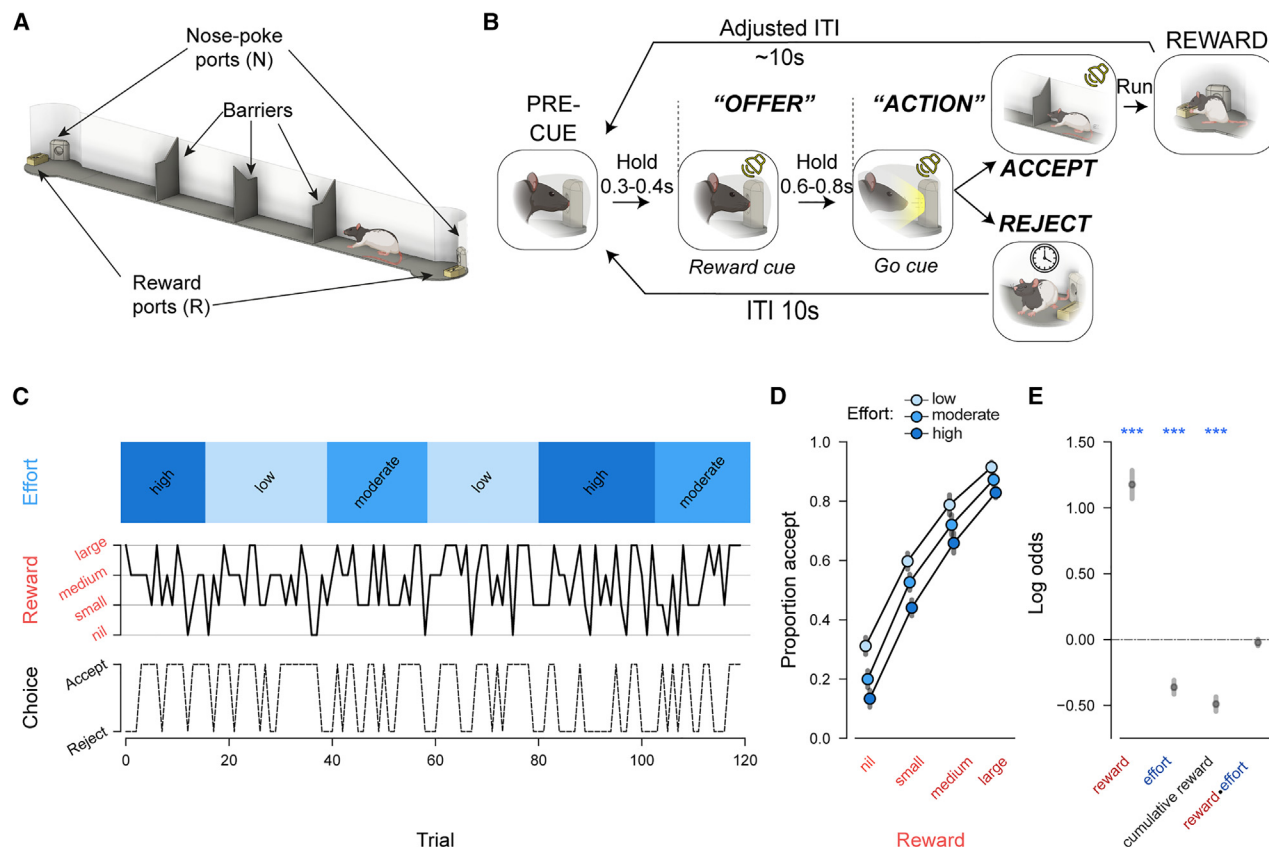 A
Nose-poke
ports (N)
Barriers
Reward
ports (R)
B
Adjusted ITI
~10s
REWARD
PRE-
CUE
"OFFER"
"ACTION"
Run
Hold
0.3-0.4s
Hold
0.6-0.8s
ACCEPT
REJECT
Reward cue
Go cue
ITI 10s
C
Effort
high
low
moderate
low
high
moderate
Reward
large
medium
small
nil
Choice
Accept
Reject
0
20
40
60
80
100
120
Trial
D
Effort:
low
moderate
high
Proportion accept
1.0
0.8
0.6
0.4
0.2
0.0
nil
small
medium
large
Reward
E
*** *** ***
Log odds
1.50
1.00
0.50
0.00
−0.50
reward
effort
cumulative reward
reward•effort